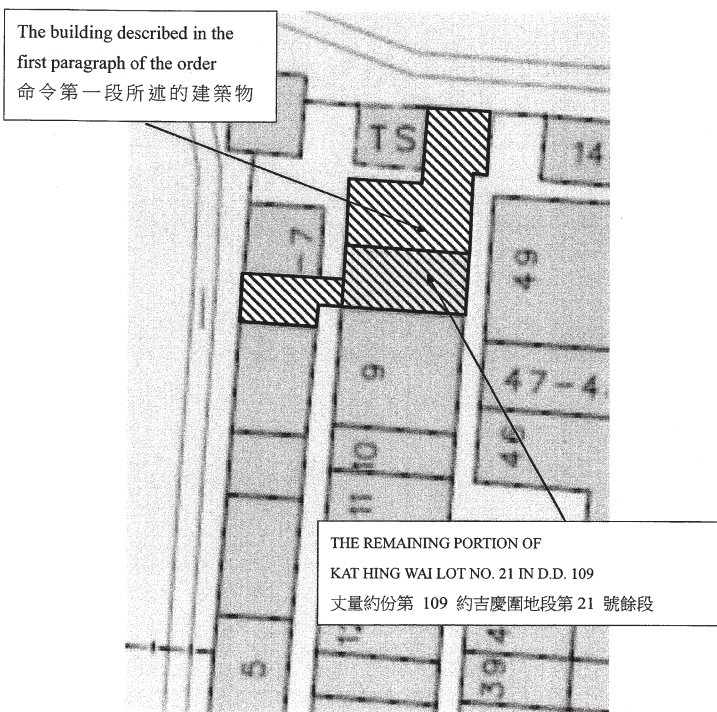 The building described in the
first paragraph of the order
命令第一段所述的建築物
TS
14
-7
49
9
47-4
46
10
11
THE REMAINING PORTION OF
KAT HING WAI LOT NO. 21 IN D.D. 109
丈量約份第 109 約吉慶圍地段第 21 號餘段
5
39
4